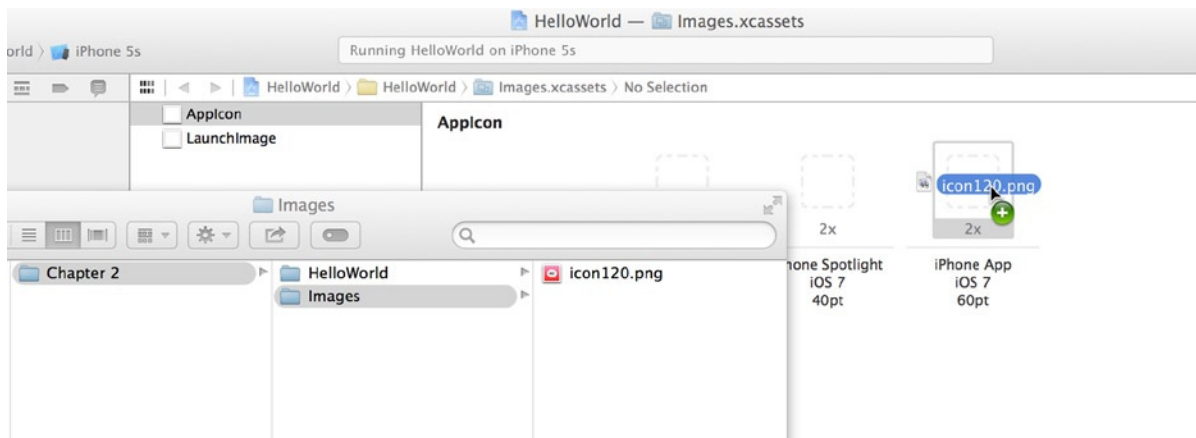 HelloWorld — Images.xcassets
orld 〉 iPhone 5s
Running HelloWorld on iPhone 5s
HelloWorld 〉 HelloWorld 〉 Images.xcassets 〉 No Selection
AppIcon
LaunchImage
AppIcon
icon120.png
2x
2x
hone Spotlight
iOS 7
40pt
iPhone App
iOS 7
60pt
Images
Chapter 2
HelloWorld
Images
icon120.png